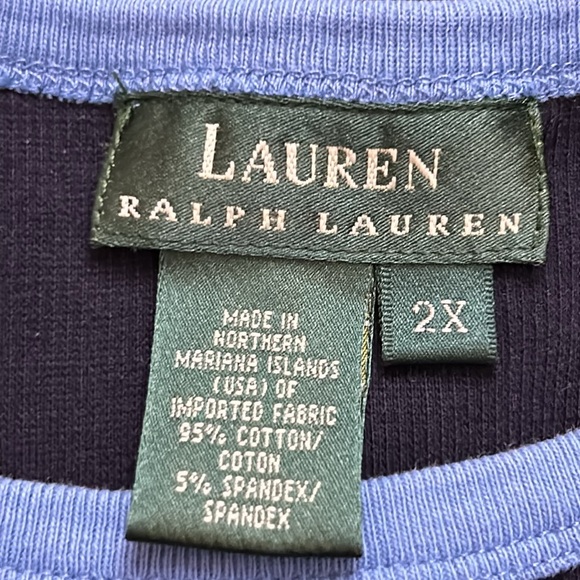 LAUREN
RALPH LAUREN
2X
MADE IN
NORTHERN
MARIANA ISLANDS
(USA) OF
IMPORTED FABRIC
95% COTTON/
COTON
5% SPANDEX/
SPANDEX